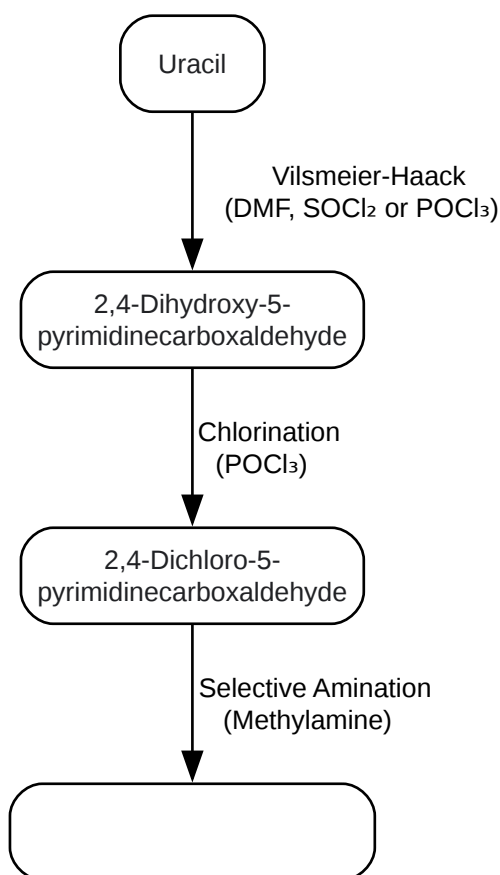 Uracil
Vilsmeier-Haack
(DMF, SOCl₂ or POCl₃)
2,4-Dihydroxy-5-
pyrimidinecarboxaldehyde
Chlorination
(POCl₃)
2,4-Dichloro-5-
pyrimidinecarboxaldehyde
Selective Amination
(Methylamine)